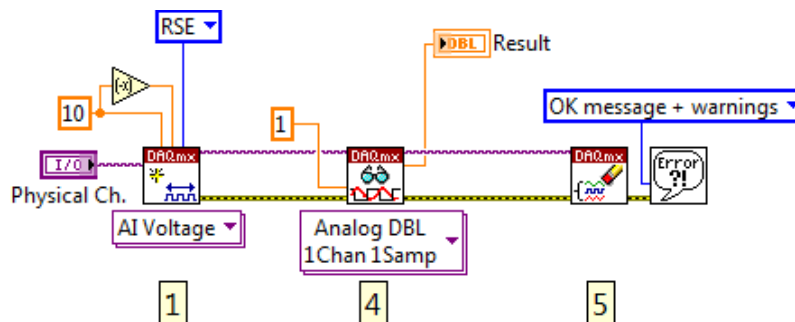 RSE
DBL
Result
(-x)
10
1
OK message + warnings
I/O
DAQmx
DAQmx
DAQmx
Error
?!
Physical Ch.
AI Voltage
Analog DBL
1Chan 1Samp
1
4
5